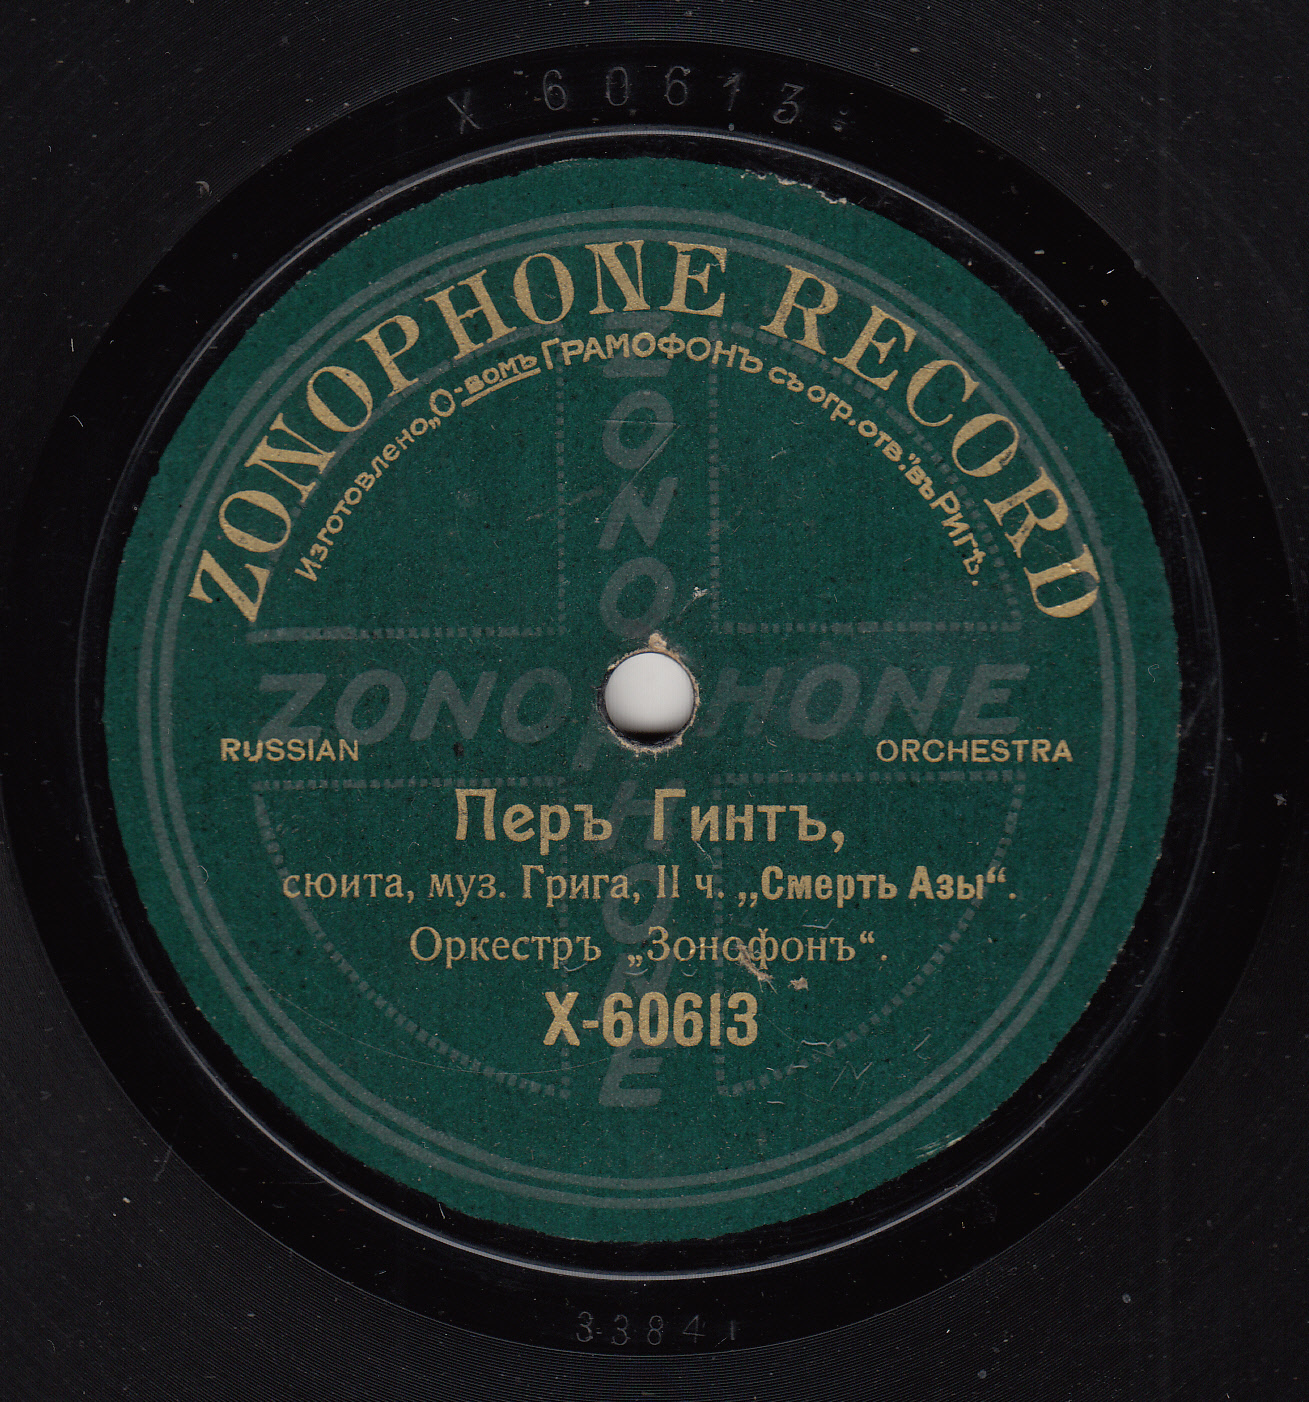 X 60613
ZONOPHONE RECORD
Изготовлено „О-вомъ ГРАМОФОНЪ съ огр. отв." въ Ригѣ.
ZONOPHONE
ZONOPHONE
RUSSIAN ORCHESTRA
Перъ Гинтъ,
сюита, муз. Грига, II ч. „Смерть Азы“.
Оркестръ „Зонофонъ“.
X-60613
3384